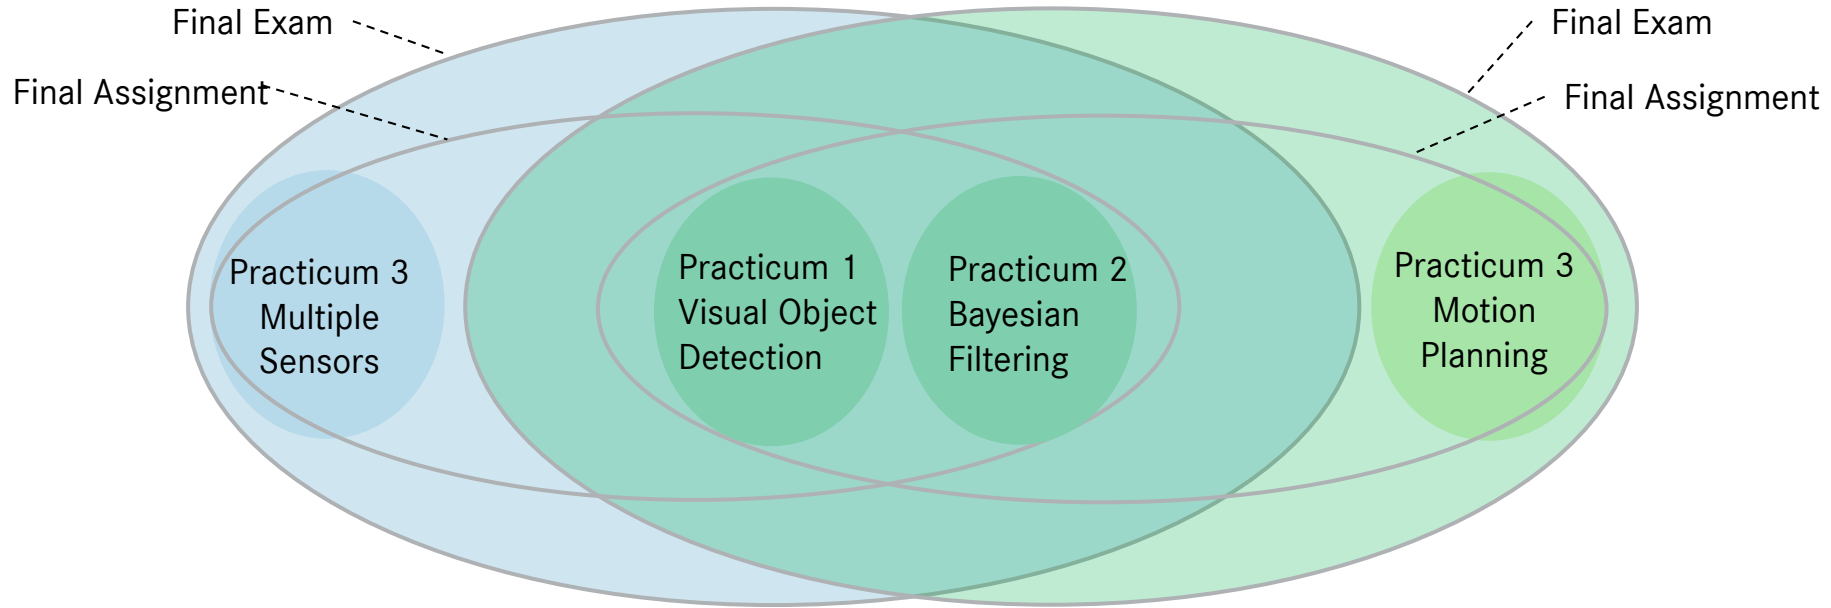 Final Exam
Final Assignment
Final Exam
Final Assignment
Practicum 3
Multiple
Sensors
Practicum 1
Visual Object
Detection
Practicum 2
Bayesian
Filtering
Practicum 3
Motion
Planning